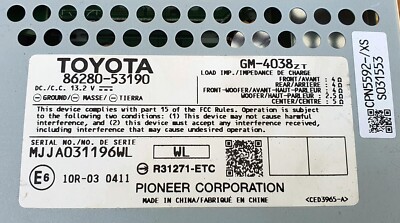 TOYOTA
86280-53190
DC./C.C. 13.2 V
GROUND/ MASSE/ TIERRA
GM-4038ZT
LOAD IMP./IMPEDANCE DE CHARGE
FRONT/AVANT : 4Ω
REAR/ARRIERE : 4Ω
FRONT WOOFER/AVANT-HAUT-PARLEUR : 4Ω
WOOFER/HAUT-PARLEUR : 2.5Ω
CENTER/CENTRE : 5Ω
This device complies with part 15 of the FCC Rules. Operation is
subject to the following two conditions: (1)This device may not
cause harmful interference, and (2)this device must accept any
interference received, including interference that may cause
undesired operation.
SERIAL NO./NO DE SERIE
MJJA031196WL
WL
E6
10R-03 0411
R31271-ETC
PIONEER CORPORATION
MADE IN CHINA/FABRIQUÉ EN CHINE
<CED3965-A>
CPN5592-/XS
S031553